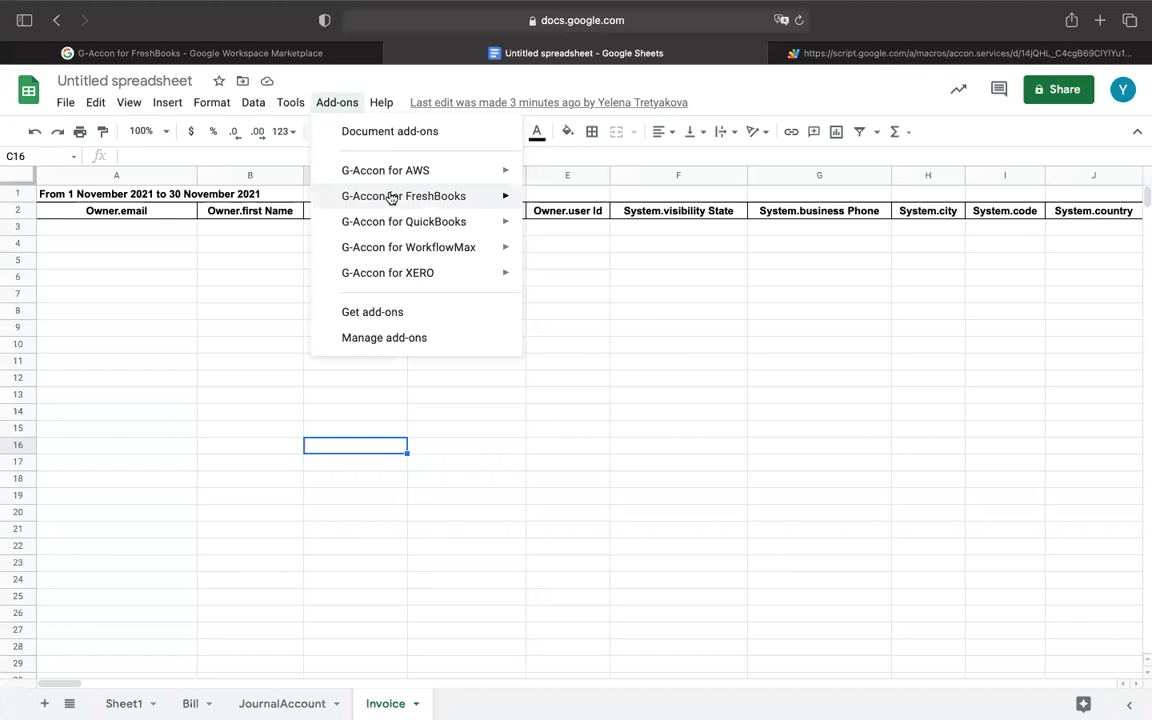 docs.google.com
G-Accon for FreshBooks - Google Workspace Marketplace
Untitled spreadsheet - Google Sheets
https://script.google.com/a/macros/accon.services/d/14jQHL_C4cgB69CIYIYu1...
Untitled spreadsheet
File Edit View Insert Format Data Tools Add-ons Help Last edit was made 3 minutes ago by Yelena Tretyakova
Share
Y
100% $ % .0 .00 123
A
C16
fx
Document add-ons
G-Accon for AWS
G-Accon for FreshBooks
G-Accon for QuickBooks
G-Accon for WorkflowMax
G-Accon for XERO
Get add-ons
Manage add-ons
A B E F G H I J
1 From 1 November 2021 to 30 November 2021
2 Owner.email Owner.first Name Owner.user Id System.visibility State System.business Phone System.city System.code System.country
3
4
5
6
7
8
9
10
11
12
13
14
15
16
17
18
19
20
21
22
23
24
25
26
27
28
29
Sheet1 Bill JournalAccount Invoice